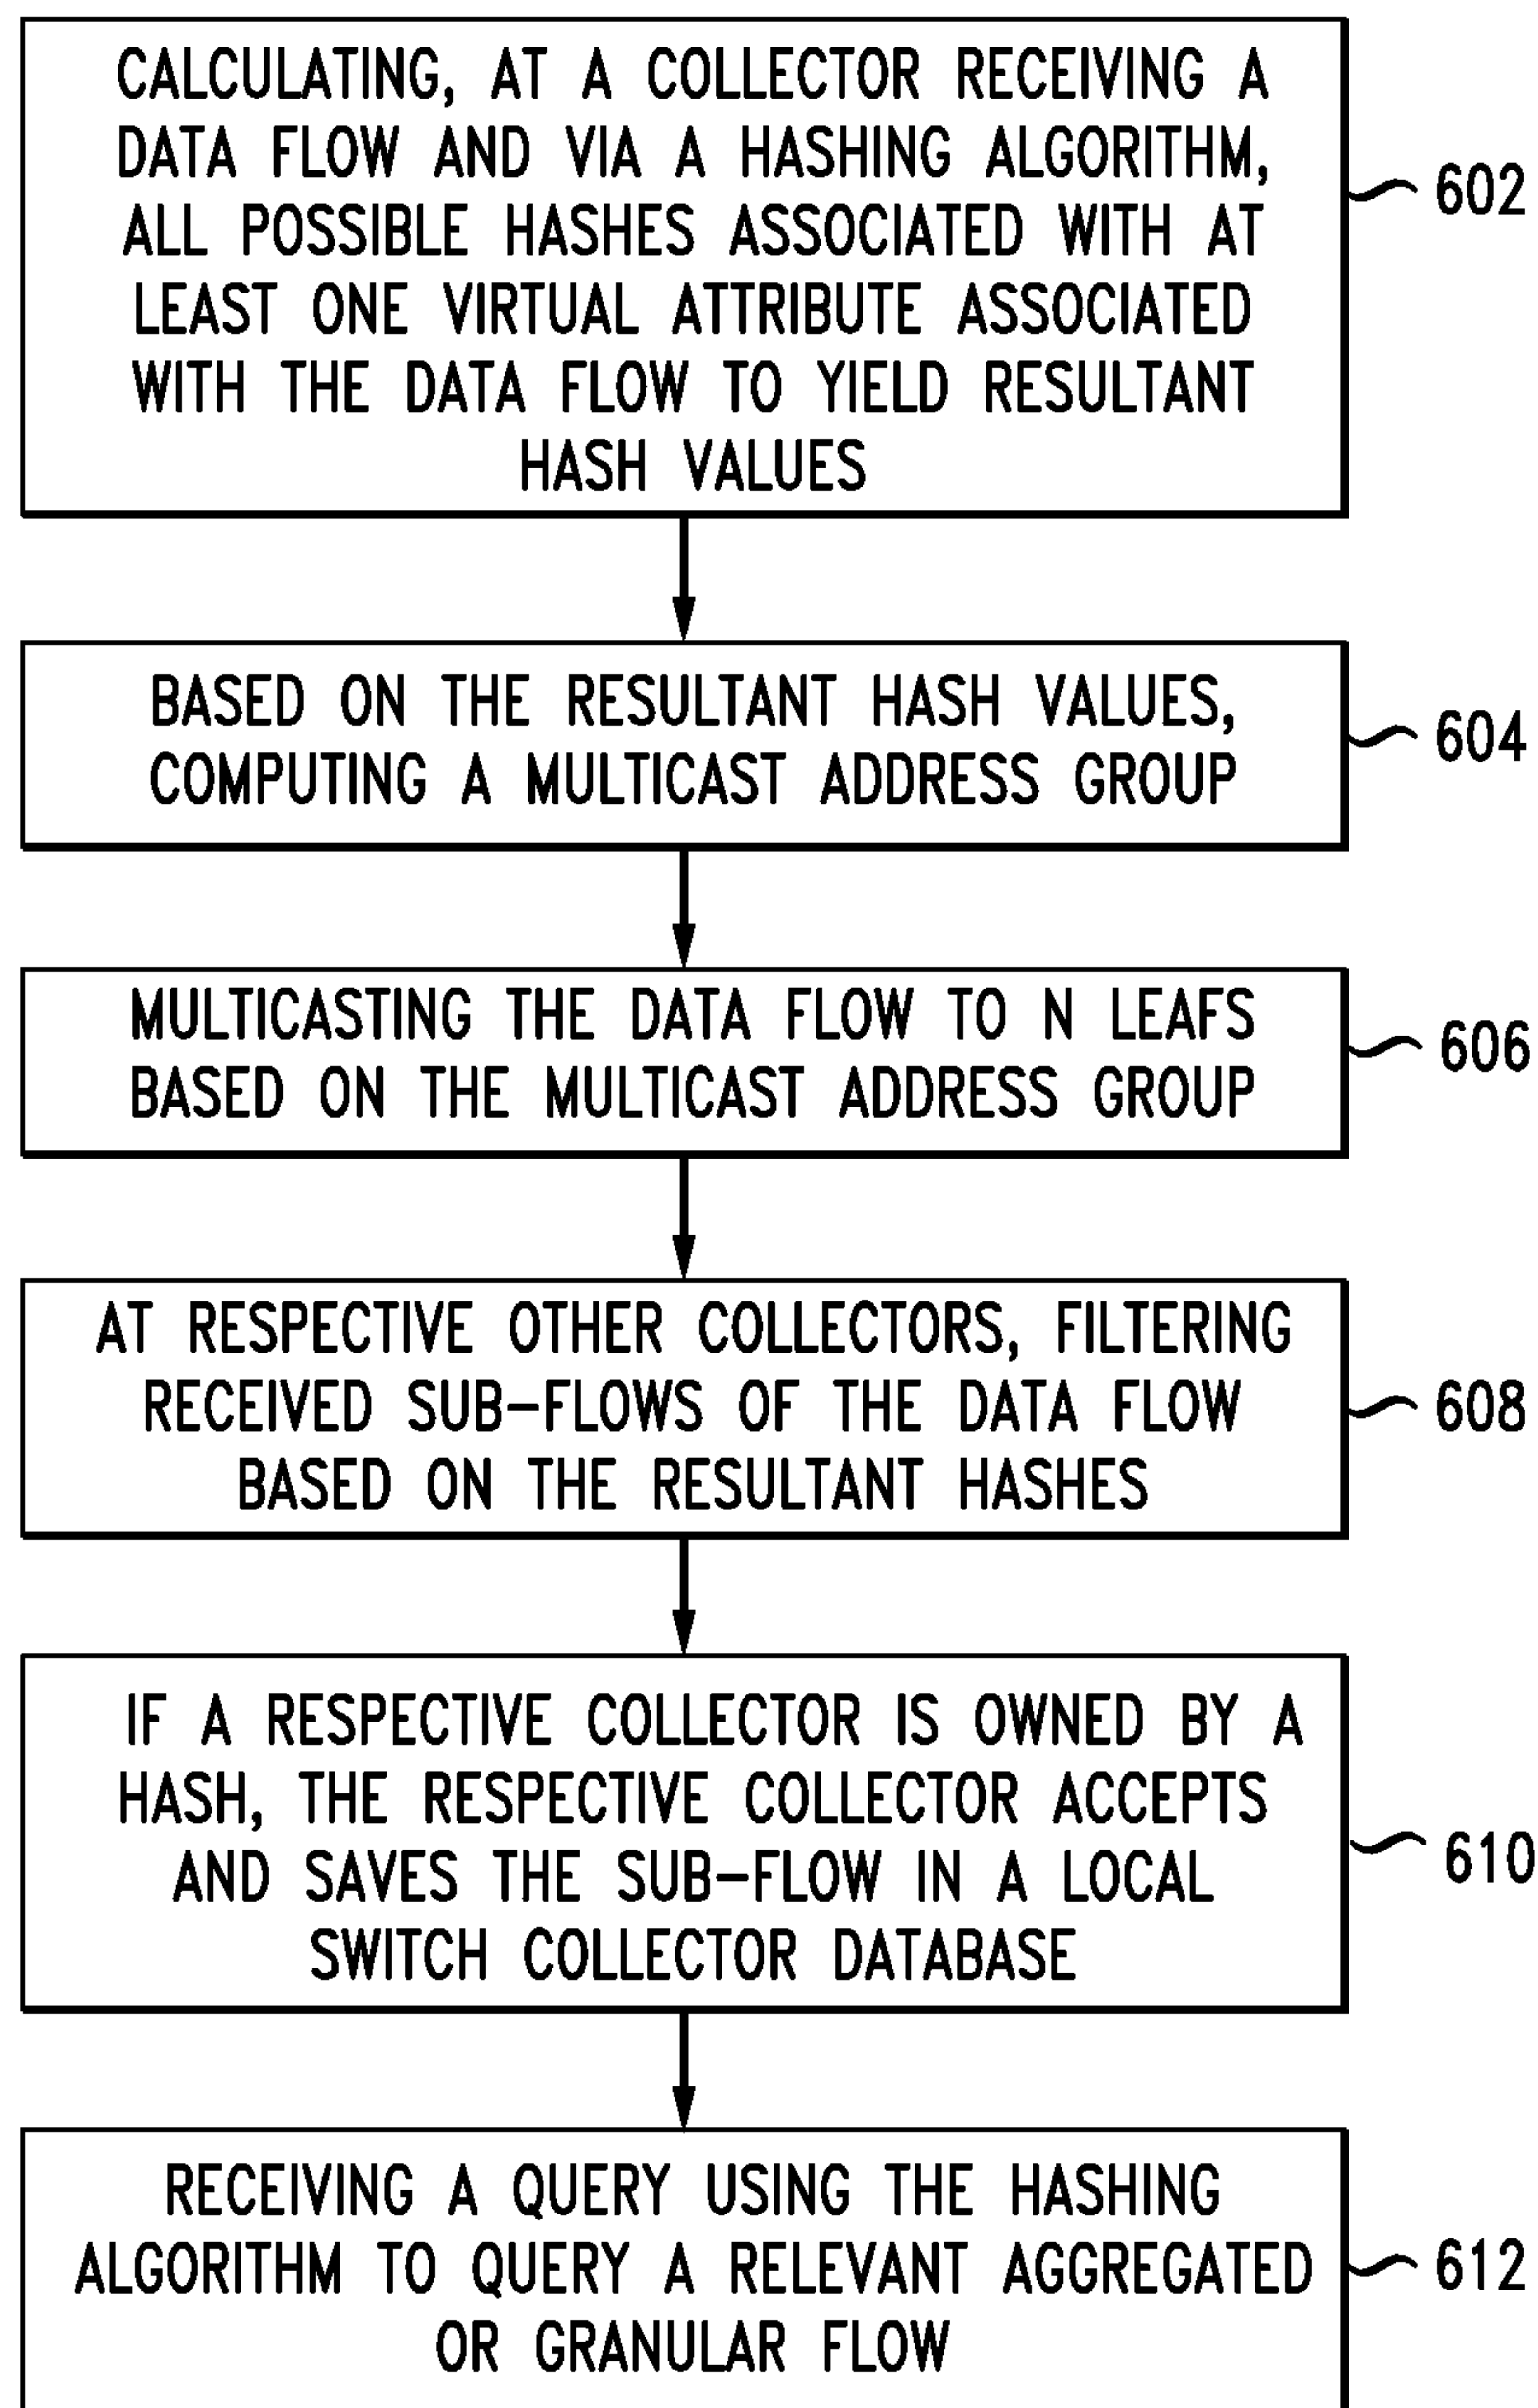 CALCULATING, AT A COLLECTOR RECEIVING A
DATA FLOW AND VIA A HASHING ALGORITHM,
ALL POSSIBLE HASHES ASSOCIATED WITH AT
LEAST ONE VIRTUAL ATTRIBUTE ASSOCIATED
WITH THE DATA FLOW TO YIELD RESULTANT
HASH VALUES
602
BASED ON THE RESULTANT HASH VALUES,
COMPUTING A MULTICAST ADDRESS GROUP
604
MULTICASTING THE DATA FLOW TO N LEAFS
BASED ON THE MULTICAST ADDRESS GROUP
606
AT RESPECTIVE OTHER COLLECTORS, FILTERING
RECEIVED SUB-FLOWS OF THE DATA FLOW
BASED ON THE RESULTANT HASHES
608
IF A RESPECTIVE COLLECTOR IS OWNED BY A
HASH, THE RESPECTIVE COLLECTOR ACCEPTS
AND SAVES THE SUB-FLOW IN A LOCAL
SWITCH COLLECTOR DATABASE
610
RECEIVING A QUERY USING THE HASHING
ALGORITHM TO QUERY A RELEVANT AGGREGATED
OR GRANULAR FLOW
612